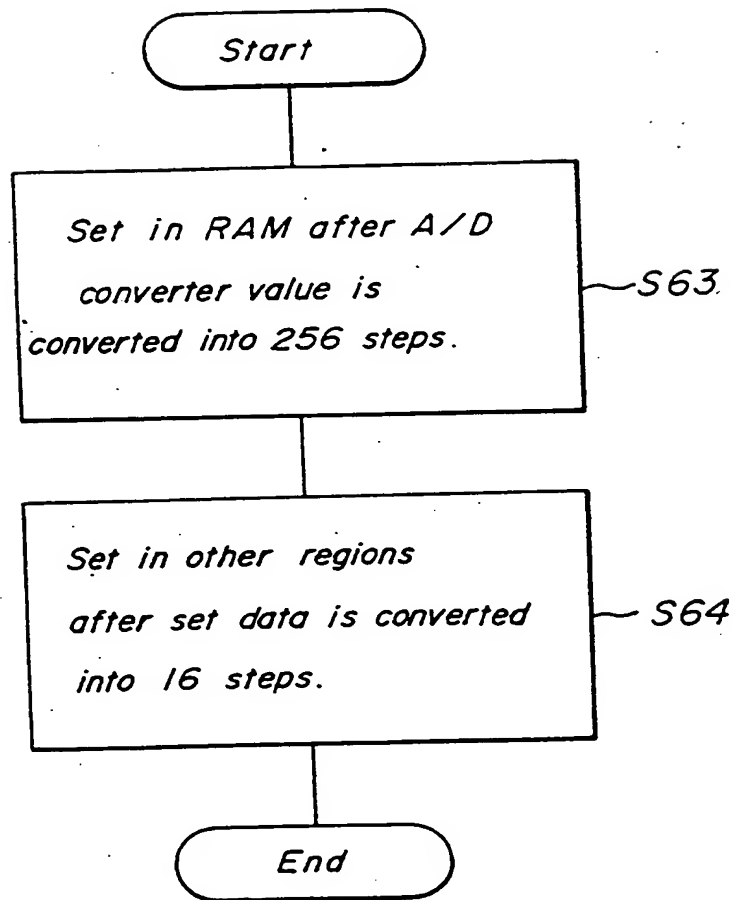 Start
Set in RAM after A/D
converter value is
converted into 256 steps.
S63
Set in other regions
after set data is converted
into 16 steps.
S64
End